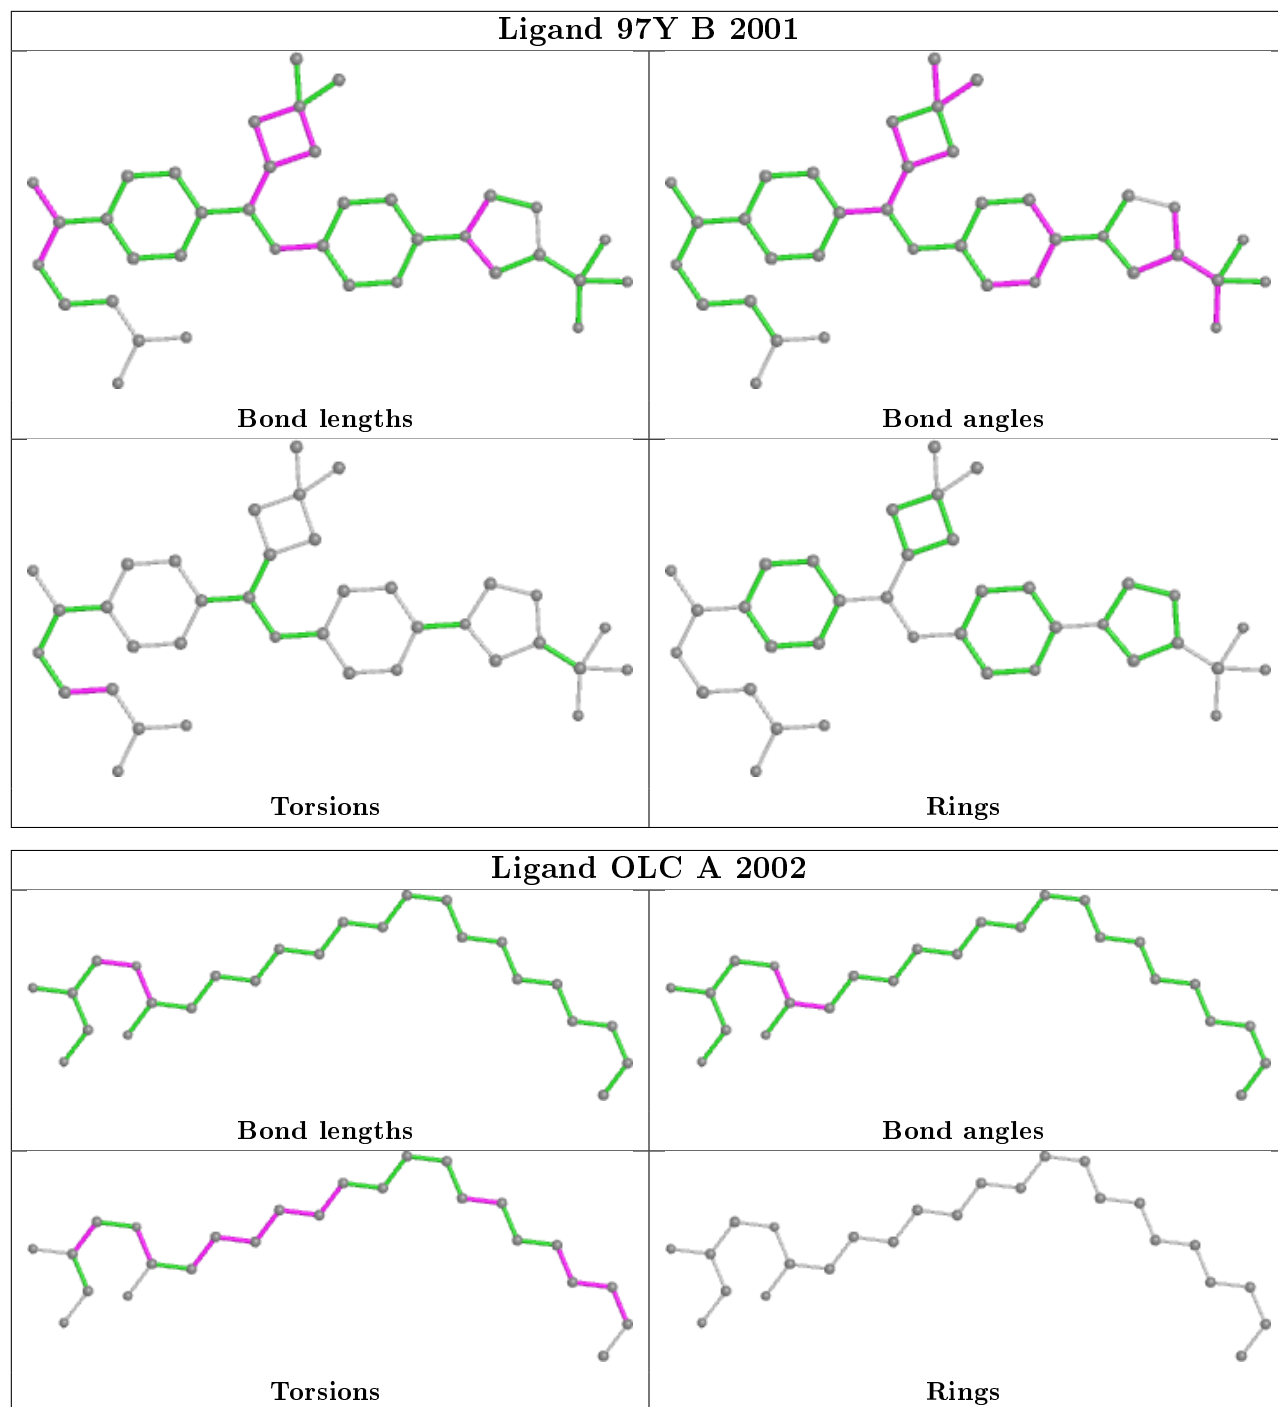 Ligand 97Y B 2001
Bond lengths
Bond angles
Torsions
Rings
Ligand OLC A 2002
Bond lengths
Bond angles
Torsions
Rings